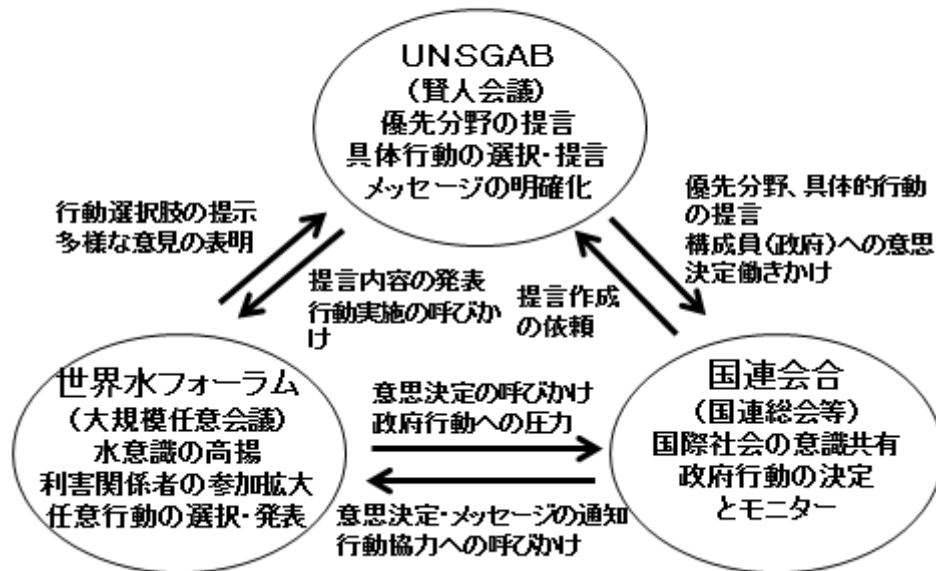 UNSGAB
(賢人会議)
優先分野の提言
具体行動の選択・提言
メッセージの明確化
行動選択肢の提示
多様な意見の表明
優先分野、具体的行動
の提言
構成員(政府)への意思
決定働きかけ
提言内容の発表
行動実施の呼びか
け
提言作成
の依頼
世界水フォーラム
(大規模任意会議)
水意識の高揚
利害関係者の参加拡大
任意行動の選択・発表
意思決定の呼びかけ
政府行動への圧力
意思決定・メッセージの通知
行動協力への呼びかけ
国連会合
(国連総会等)
国際社会の意識共有
政府行動の決定
とモニター